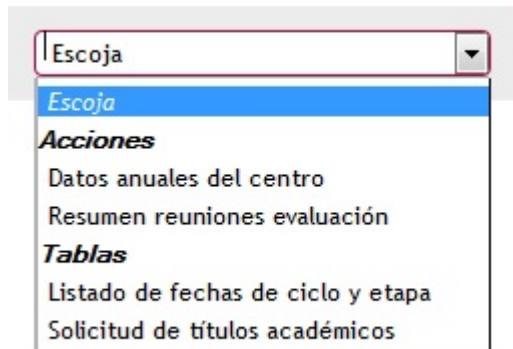 Escoja
Escoja
Acciones
Datos anuales del centro
Resumen reuniones evaluación
Tablas
Listado de fechas de ciclo y etapa
Solicitud de títulos académicos